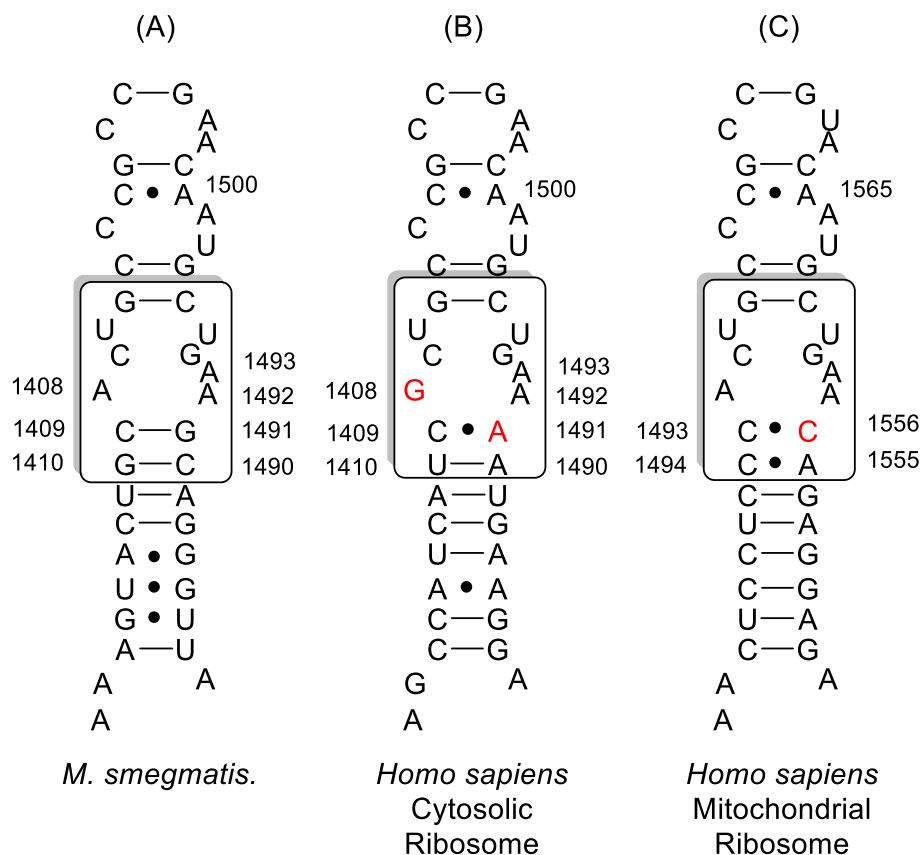 (A)
C G
C A
A
G C
C A 1500
C A
U
C G
G C
U U
C G 1493
A
1408 A A 1492
1409 C G 1491
1410 G C 1490
U A
C G
A G
U G
G U
A U
A A
A
M. smegmatis.
(B)
C G
C A
A
G C
C A 1500
C A
U
C G
G C
U U
C G 1493
A
1408 G A 1492
1409 C A 1491
1410 U A 1490
A U
C G
U A
A A
C G
C G
G A
A
Homo sapiens
Cytosolic
Ribosome
(C)
C G
C U
A
G C
C A 1565
C A
U
C G
G C
U U
C G
A
A A
1493 C C 1556
1494 C A 1555
C G
U A
C G
C G
U A
C G
A A
A
Homo sapiens
Mitochondrial
Ribosome